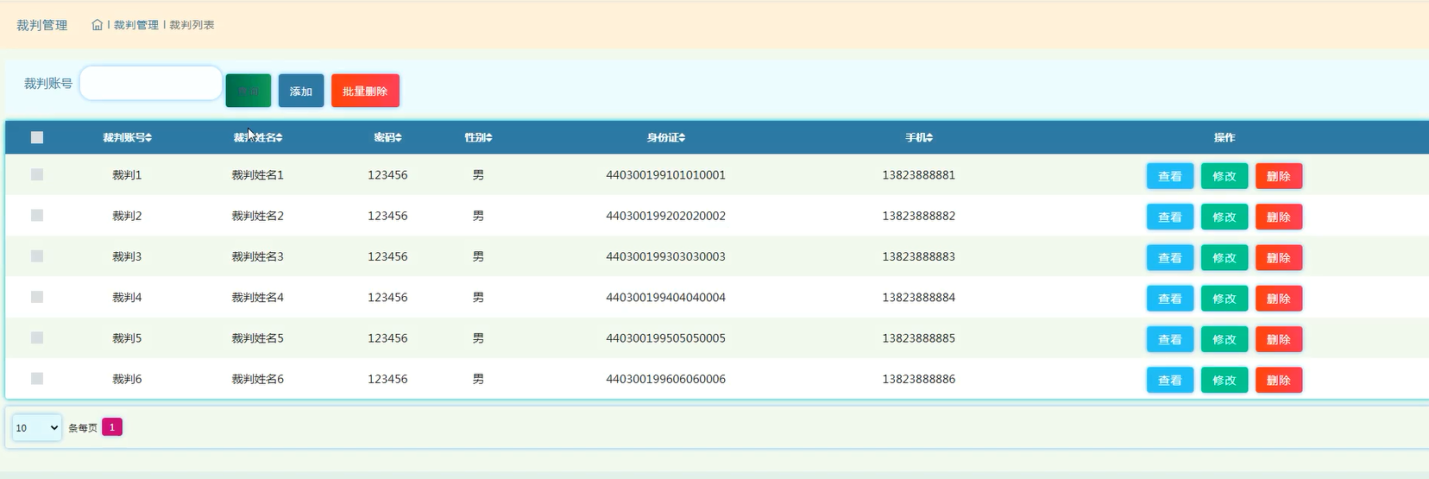 裁判管理 裁判管理 裁判列表
裁判账号 添加 批量删除
裁判账号 裁判姓名 密码 性别 身份证 手机 操作
裁判1 裁判姓名1 123456 男 440300199101010001 13823888881 查看 修改 删除
裁判2 裁判姓名2 123456 男 440300199202020002 13823888882 查看 修改 删除
裁判3 裁判姓名3 123456 男 440300199303030003 13823888883 查看 修改 删除
裁判4 裁判姓名4 123456 男 440300199404040004 13823888884 查看 修改 删除
裁判5 裁判姓名5 123456 男 440300199505050005 13823888885 查看 修改 删除
裁判6 裁判姓名6 123456 男 440300199606060006 13823888886 查看 修改 删除
10 条每页 1